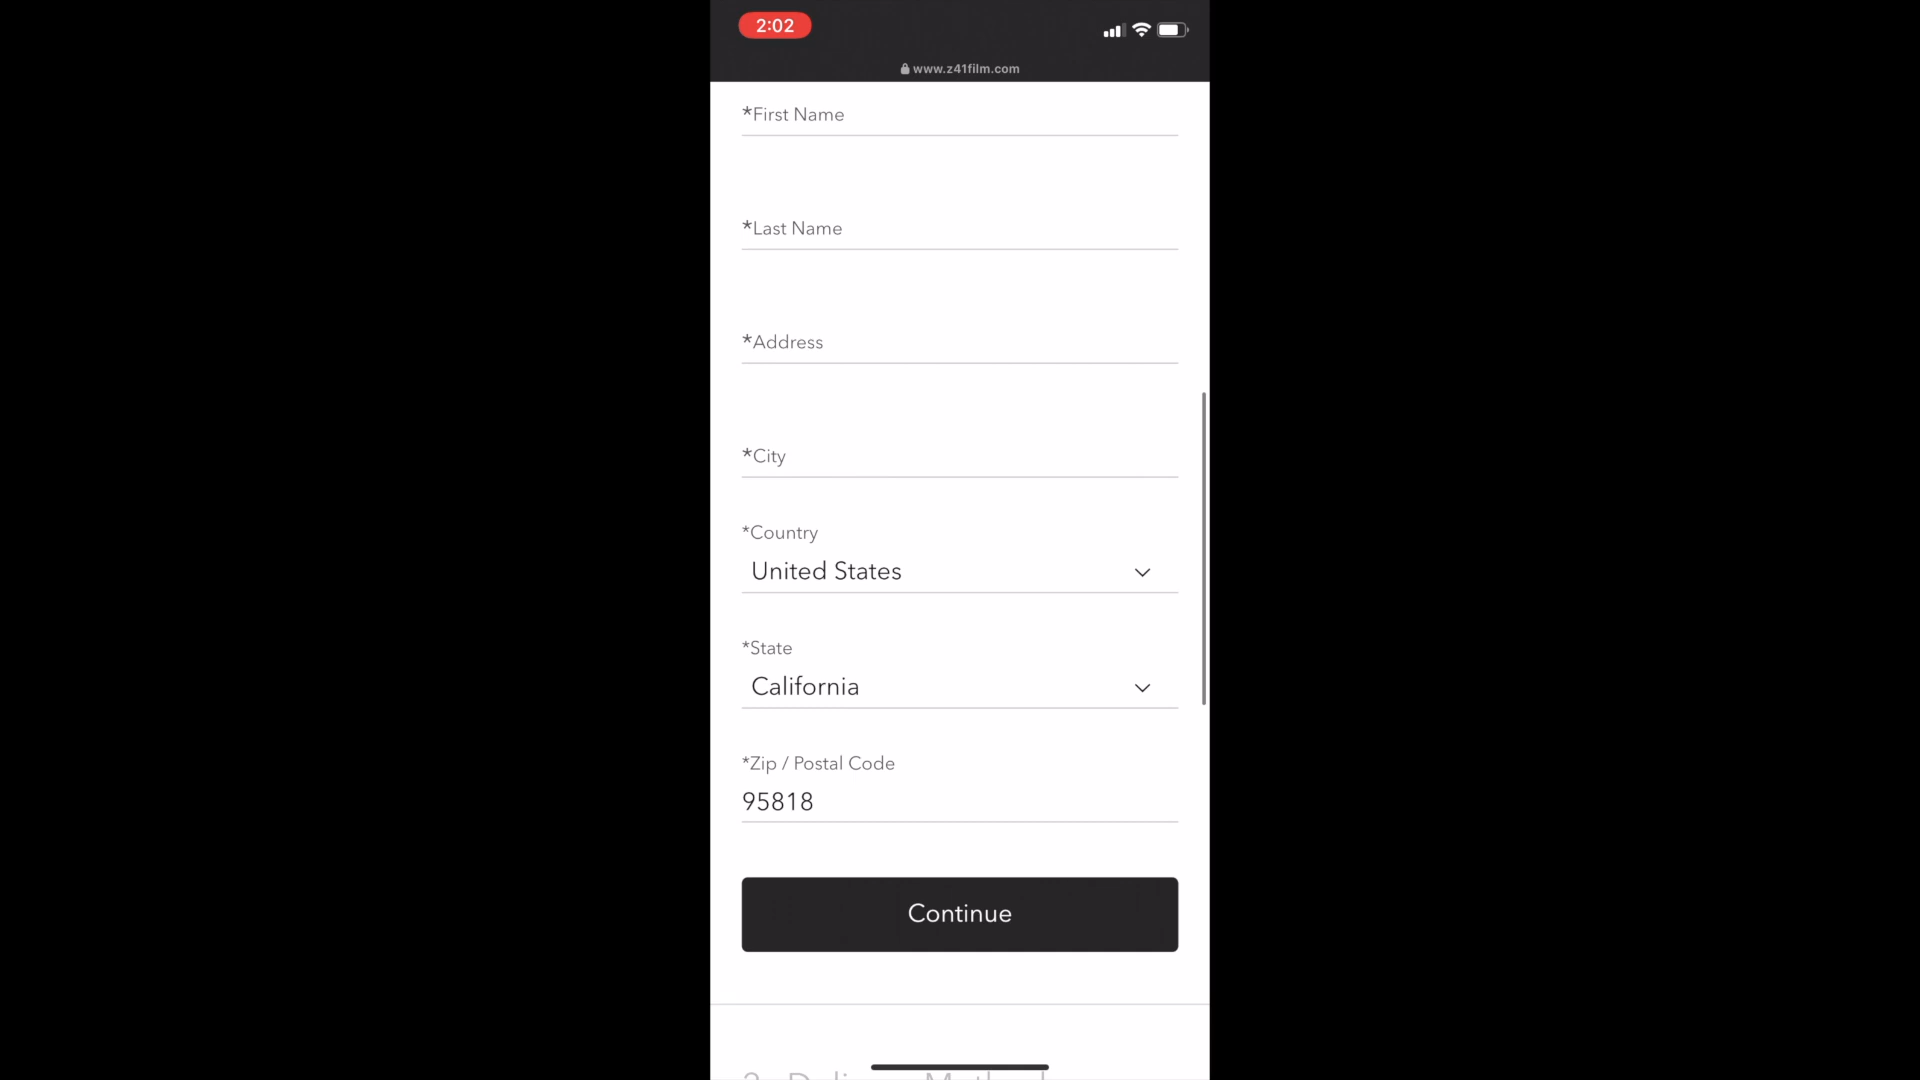 2:02
www.z41film.com
*First Name
*Last Name
*Address
*City
*Country
United States
*State
California
*Zip / Postal Code
95818
Continue